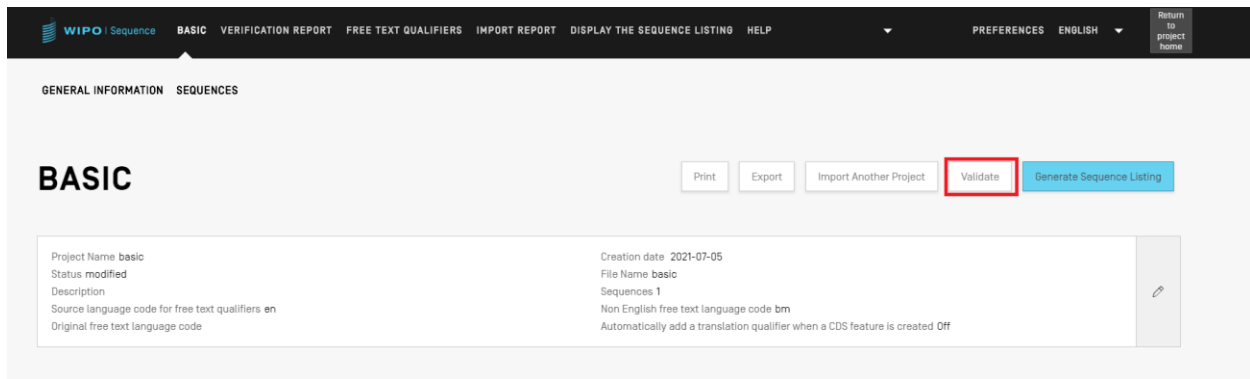 WIPO | Sequence BASIC VERIFICATION REPORT FREE TEXT QUALIFIERS IMPORT REPORT DISPLAY THE SEQUENCE LISTING HELP PREFERENCES ENGLISH
Return
to
project
home
GENERAL INFORMATION SEQUENCES
BASIC
Print Export Import Another Project Validate Generate Sequence Listing
Project Name basic
Status modified
Description
Source language code for free text qualifiers en
Original free text language code
Creation date 2021-07-05
File Name basic
Sequences 1
Non English free text language code bm
Automatically add a translation qualifier when a CDS feature is created Off